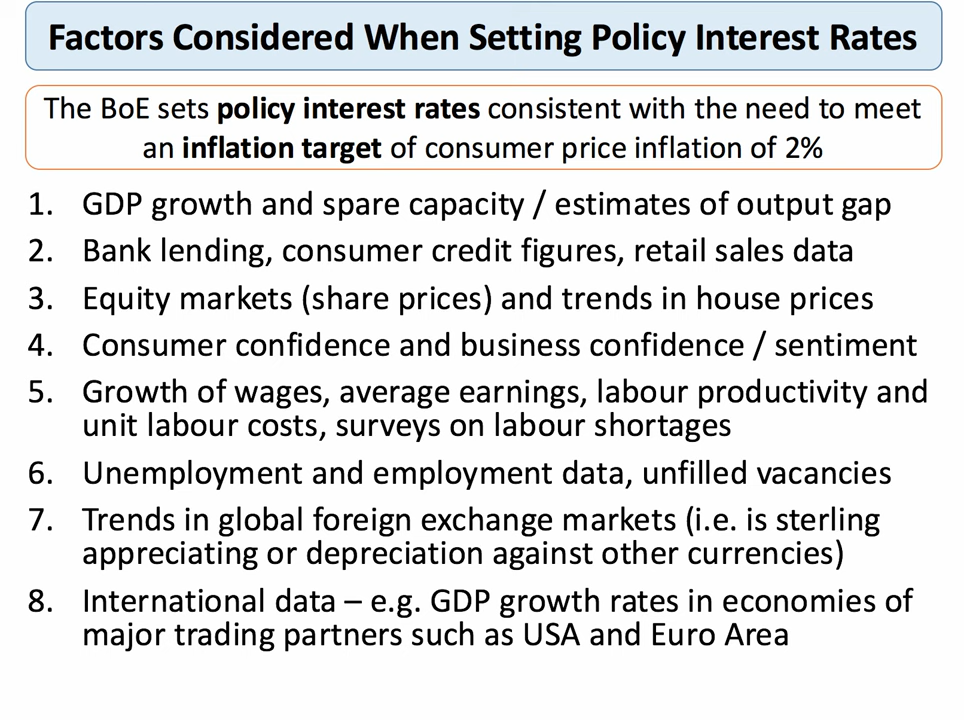 Factors Considered When Setting Policy Interest Rates
The BoE sets policy interest rates consistent with the need to meet
an inflation target of consumer price inflation of 2%
1. GDP growth and spare capacity / estimates of output gap
2. Bank lending, consumer credit figures, retail sales data
3. Equity markets (share prices) and trends in house prices
4. Consumer confidence and business confidence / sentiment
5. Growth of wages, average earnings, labour productivity and
unit labour costs, surveys on labour shortages
6. Unemployment and employment data, unfilled vacancies
7. Trends in global foreign exchange markets (i.e. is sterling
appreciating or depreciation against other currencies)
8. International data – e.g. GDP growth rates in economies of
major trading partners such as USA and Euro Area